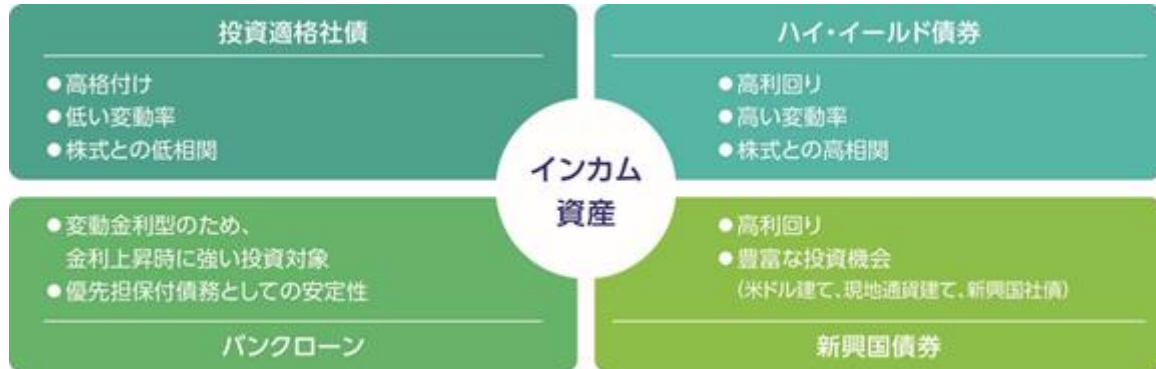 投資適格社債
●高格付け
●低い変動率
●株式との低相関
ハイ・イールド債券
●高利回り
●高い変動率
●株式との高相関
インカム
資産
●変動金利型のため、
金利上昇時に強い投資対象
●優先担保付債務としての安定性
バンクローン
●高利回り
●豊富な投資機会
(米ドル建て、現地通貨建て、新興国社債)
新興国債券